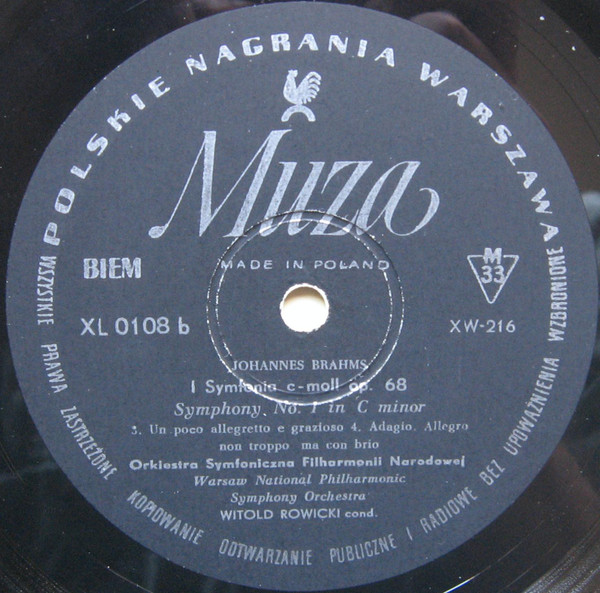 POLSKIE NAGRANIA WARSZAWA
Muza
MADE IN POLAND
BIEM
M
33
XL 0108 b
XW-216
JOHANNES BRAHMS
I Symfonia c-moll op. 68
Symphony No. 1 in C minor
3. Un poco allegretto e grazioso 4. Adagio. Allegro
non troppo ma con brio
Orkiestra Symfoniczna Filharmonii Narodowej
Warsaw National Philharmonic
Symphony Orchestra
WITOLD ROWICKI cond.
WSZYSTKIE PRAWA ZASTRZEŻONE KOPIOWANIE ODTWARZANIE PUBLICZNE I RADIOWE BEZ UPOWAŻNIENIA WZBRONIONE